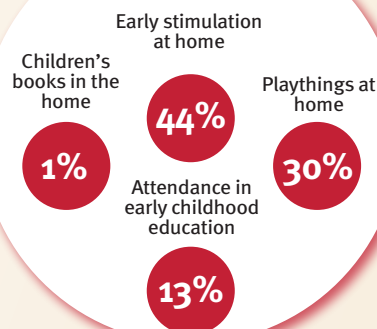 Early stimulation
at home
44%
Children's
books in the
home
1%
Playthings at
home
30%
Attendance in
early childhood
education
13%